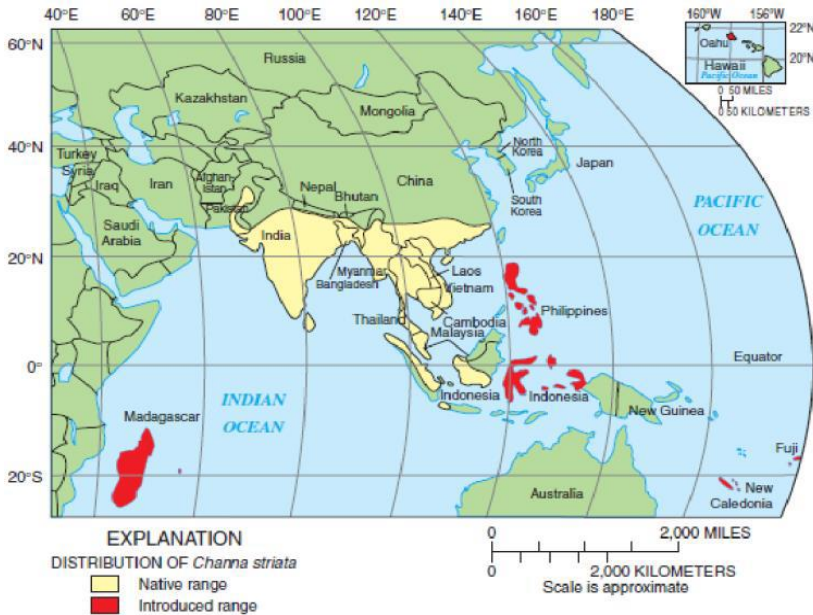 40°E 60°E 80°E 100°E 120°E 140°E 160°E 180°E
160°W 156°W
22°N
20°N
Oahu
Hawaii
Pacific Ocean
0 50 MILES
0 50 KILOMETERS
60°N
40°N
20°N
0°
20°S
Russia
Kazakhstan
Mongolia
North
Korea
Japan
South
Korea
Turkey
Syria
Iraq
Iran
Afghan-
istan
Pakistan
Nepal
Bhutan
China
Saudi
Arabia
India
Myanmar
Bangladesh
Laos
Vietnam
Thailand
Cambodia
Malaysia
Philippines
PACIFIC
OCEAN
Equator
Indonesia
Indonesia
New Guinea
INDIAN
OCEAN
Madagascar
Australia
Fuji
New
Caledonia
EXPLANATION
DISTRIBUTION OF Channa striata
Native range
Introduced range
0 2,000 MILES
0 2,000 KILOMETERS
Scale is approximate